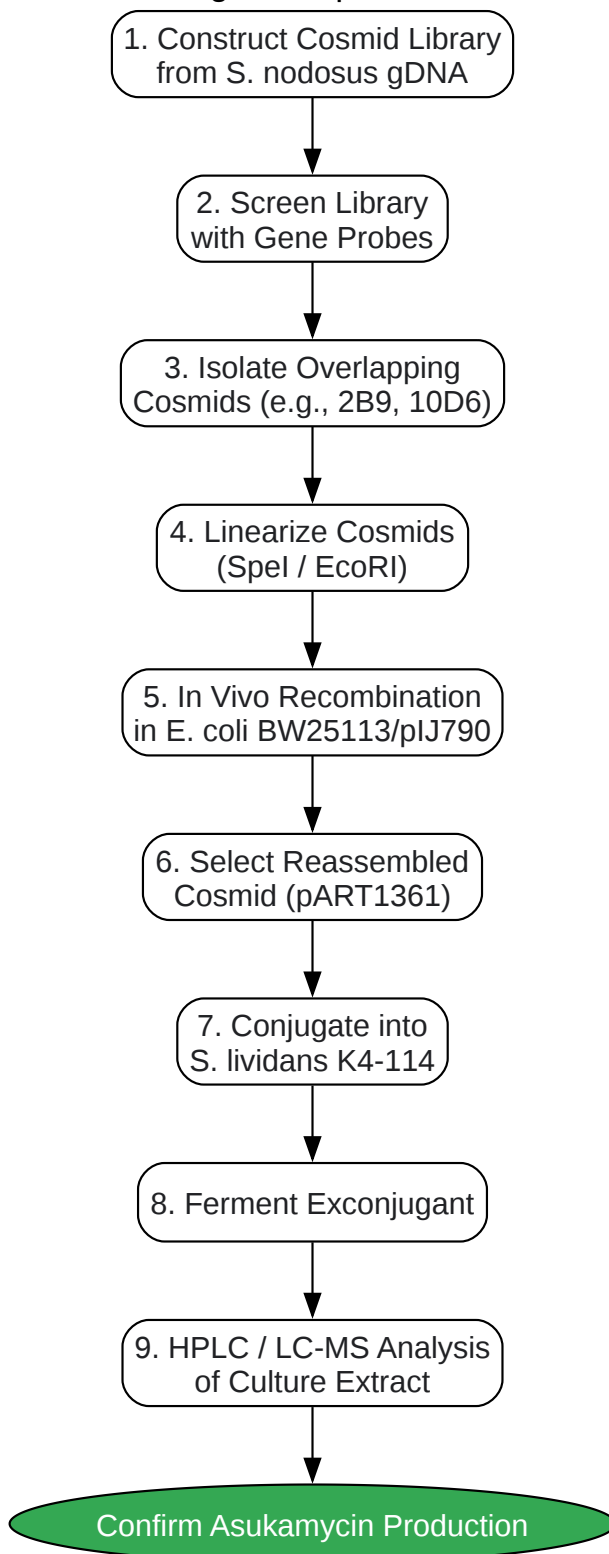 1. Construct Cosmid Library
from S. nodosus gDNA
2. Screen Library
with Gene Probes
3. Isolate Overlapping
Cosmids (e.g., 2B9, 10D6)
4. Linearize Cosmids
(SpeI / EcoRI)
5. In Vivo Recombination
in E. coli BW25113/pIJ790
6. Select Reassembled
Cosmid (pART1361)
7. Conjugate into
S. lividans K4-114
8. Ferment Exconjugant
9. HPLC / LC-MS Analysis
of Culture Extract
Confirm Asukamycin Production